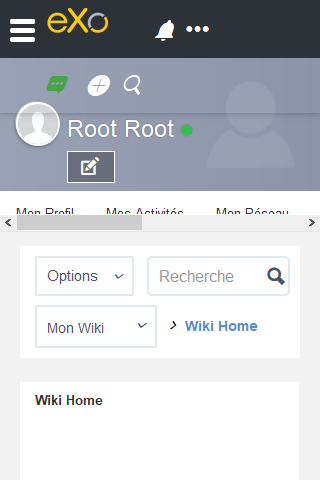 eXo
Root Root
Mon Profil Mes Activités Mon Réseau
Options Recherche
Mon Wiki Wiki Home
Wiki Home